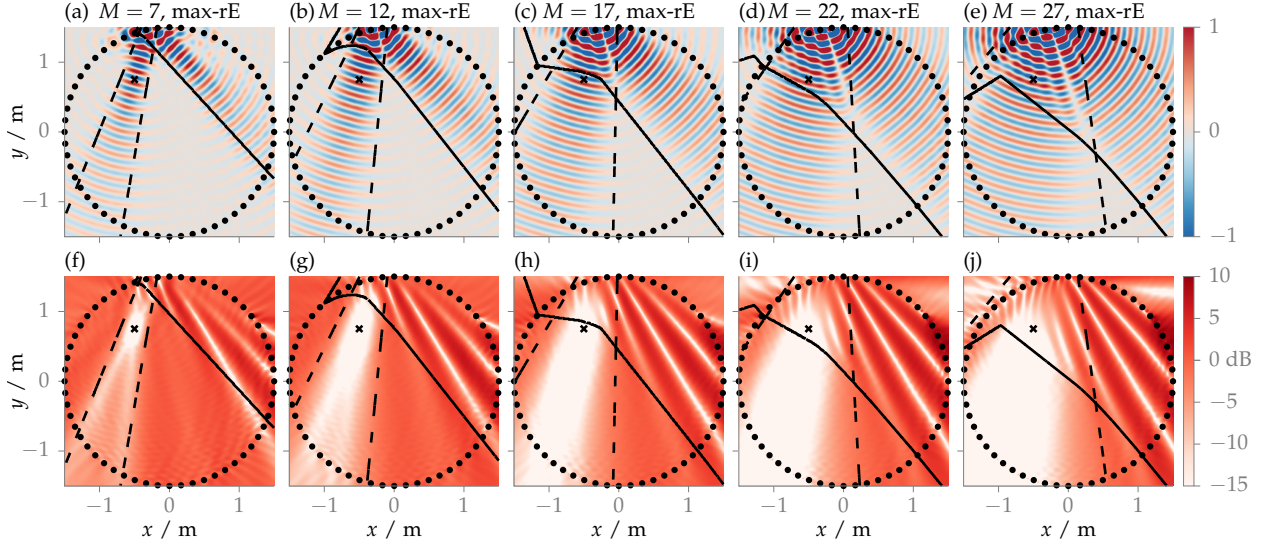 (a) M = 7, max-rE
(b) M = 12, max-rE
(c) M = 17, max-rE
(d) M = 22, max-rE
(e) M = 27, max-rE
1
0
−1
y / m
1
0
−1
(f)
(g)
(h)
(i)
(j)
1
0
−1
y / m
10
5
0 dB
−5
−10
−15
−1 0 1
−1 0 1
−1 0 1
−1 0 1
−1 0 1
x / m
x / m
x / m
x / m
x / m